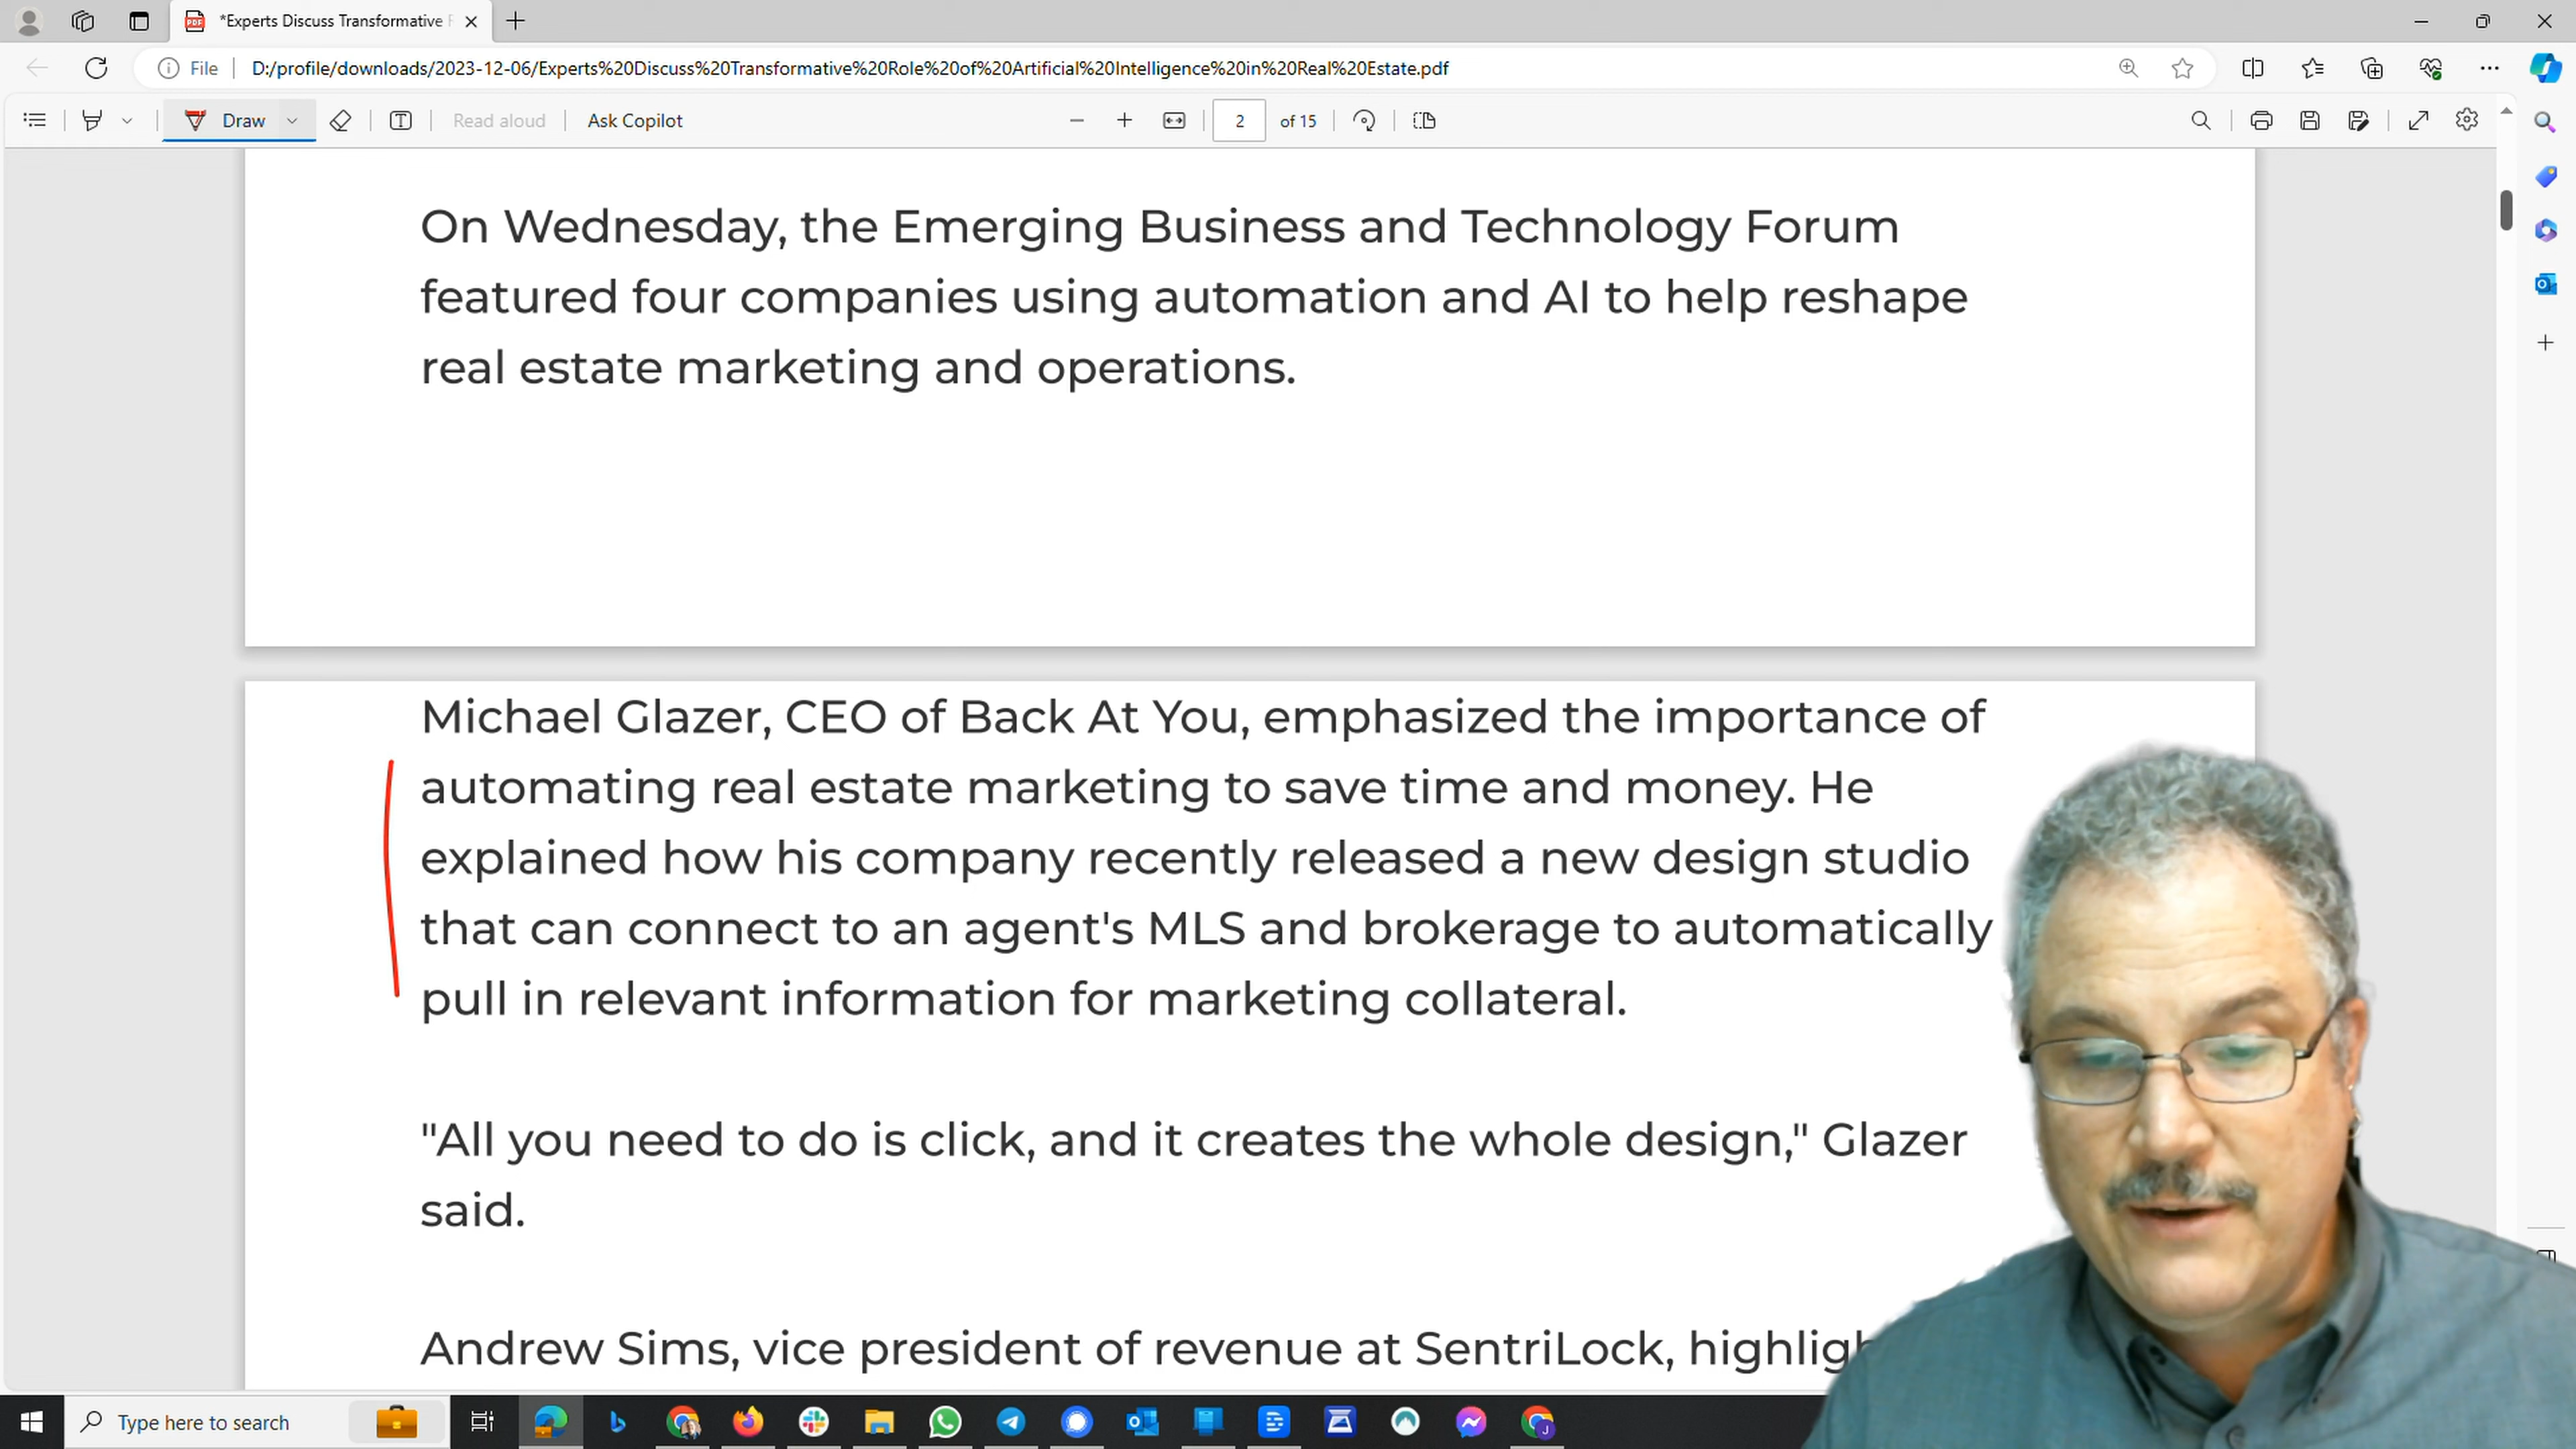 *Experts Discuss Transformative
File
D:/profile/downloads/2023-12-06/Experts%20Discuss%20Transformative%20Role%20of%20Artificial%20Intelligence%20in%20Real%20Estate.pdf
Draw
Read aloud
Ask Copilot
2
of 15
On Wednesday, the Emerging Business and Technology Forum
featured four companies using automation and AI to help reshape
real estate marketing and operations.
Michael Glazer, CEO of Back At You, emphasized the importance of
automating real estate marketing to save time and money. He
explained how his company recently released a new design studio
that can connect to an agent's MLS and brokerage to automatically
pull in relevant information for marketing collateral.
"All you need to do is click, and it creates the whole design," Glazer
said.
Andrew Sims, vice president of revenue at SentriLock,
Type here to search